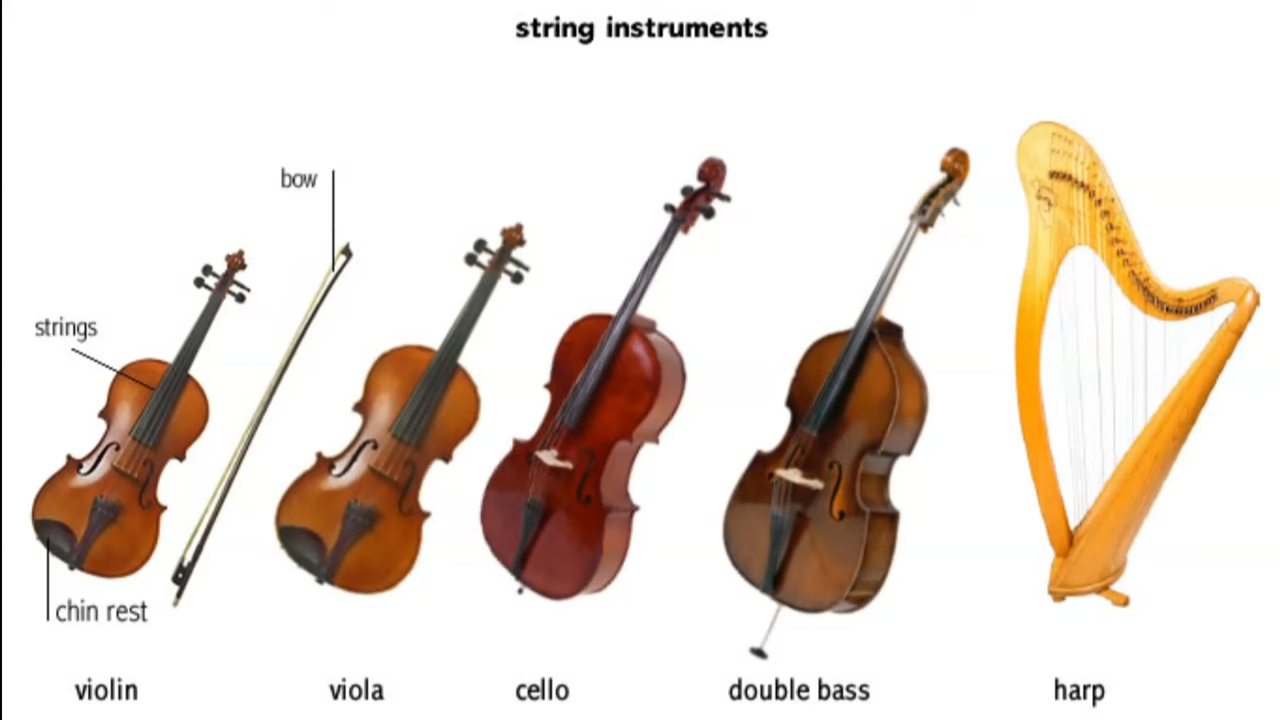 string instruments
bow
strings
chin rest
violin
viola
cello
double bass
harp